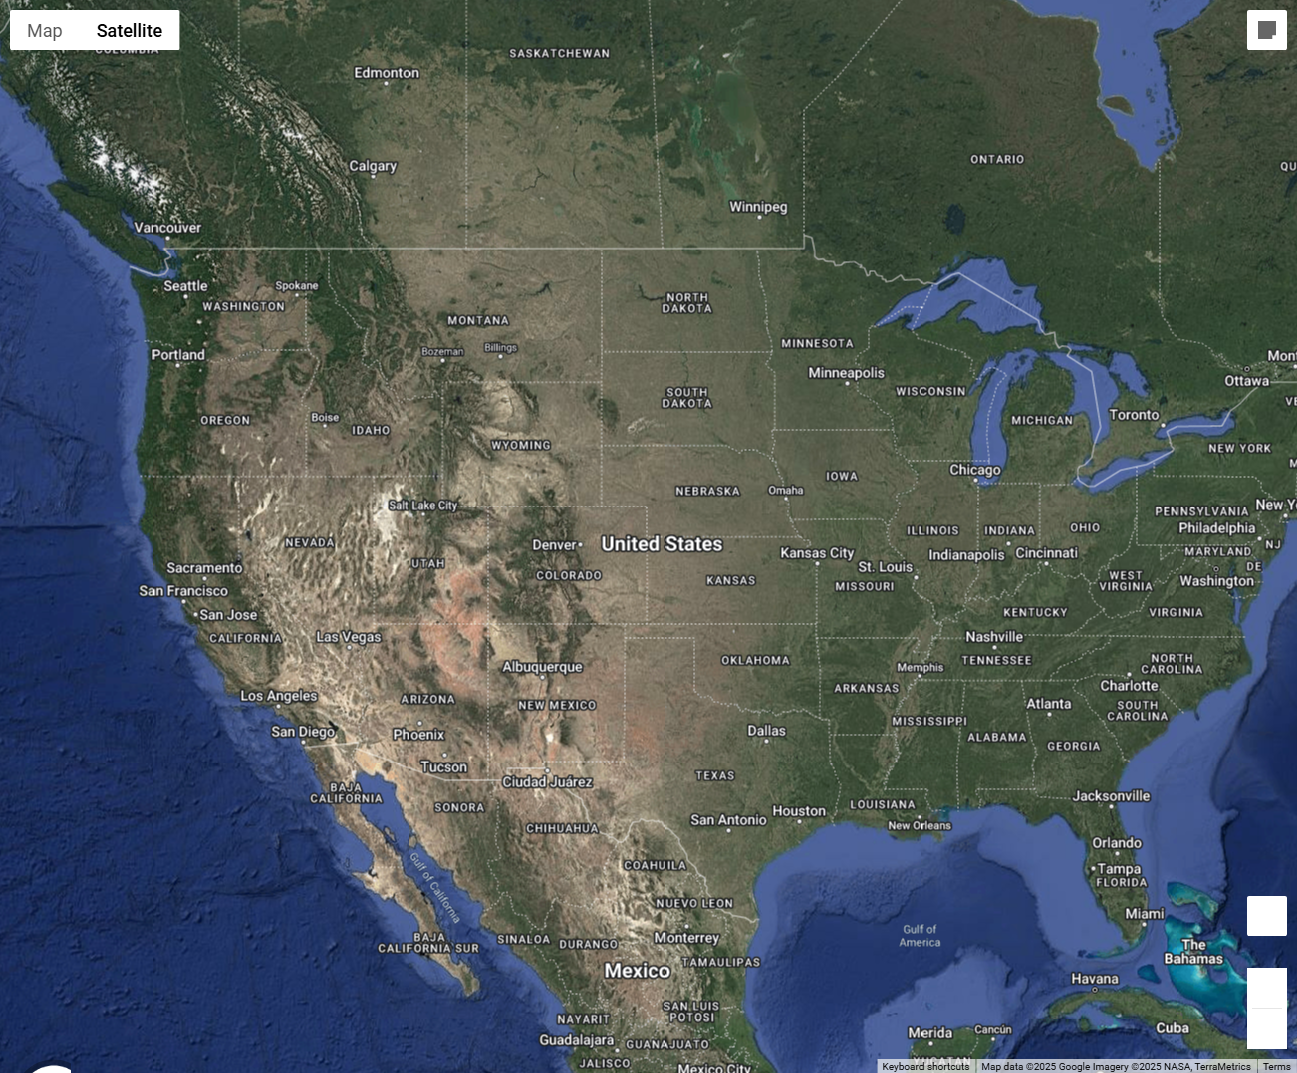 Map
Satellite
COLUMBIA
SASKATCHEWAN
Edmonton
Calgary
ONTARIO
QU
Winnipeg
Vancouver
Seattle
Spokane
WASHINGTON
NORTH
DAKOTA
MONTANA
Bozeman
Billings
MINNESOTA
Portland
Minneapolis
Mont
Ottawa
WISCONSIN
SOUTH
DAKOTA
VE
MICHIGAN
Toronto
OREGON
Boise
IDAHO
WYOMING
NEW YORK
M
Chicago
IOWA
NEBRASKA
Omaha
Salt Lake City
PENNSYLVANIA
New Yo
Philadelphia
ILLINOIS
INDIANA
OHIO
NJ
NEVADA
Denver
United States
Kansas City
Indianapolis
Cincinnati
MARYLAND
DE
UTAH
COLORADO
St. Louis
Sacramento
KANSAS
MISSOURI
WEST
VIRGINIA
Washington
San Francisco
San Jose
KENTUCKY
VIRGINIA
CALIFORNIA
Las Vegas
Nashville
Albuquerque
OKLAHOMA
Memphis
TENNESSEE
NORTH
CAROLINA
Los Angeles
ARIZONA
NEW MEXICO
ARKANSAS
Charlotte
Atlanta
SOUTH
CAROLINA
San Diego
Phoenix
Dallas
MISSISSIPPI
ALABAMA
GEORGIA
Tucson
Ciudad Juárez
TEXAS
BAJA
CALIFORNIA
SONORA
Jacksonville
CHIHUAHUA
San Antonio
Houston
LOUISIANA
New Orleans
Orlando
COAHUILA
Tampa
FLORIDA
Gulf of California
NUEVO LEON
Miami
Gulf of
America
BAJA
CALIFORNIA SUR
SINALOA
DURANGO
Monterrey
The
Bahamas
Mexico
TAMAULIPAS
Havana
SAN LUIS
POTOSI
NAYARIT
Merida
Cancún
Cuba
Guadalajara
GUANAJUATO
JALISCO
Mexico City
YUCATAN
Keyboard shortcuts
Map data ©2025 Google Imagery ©2025 NASA, TerraMetrics
Terms